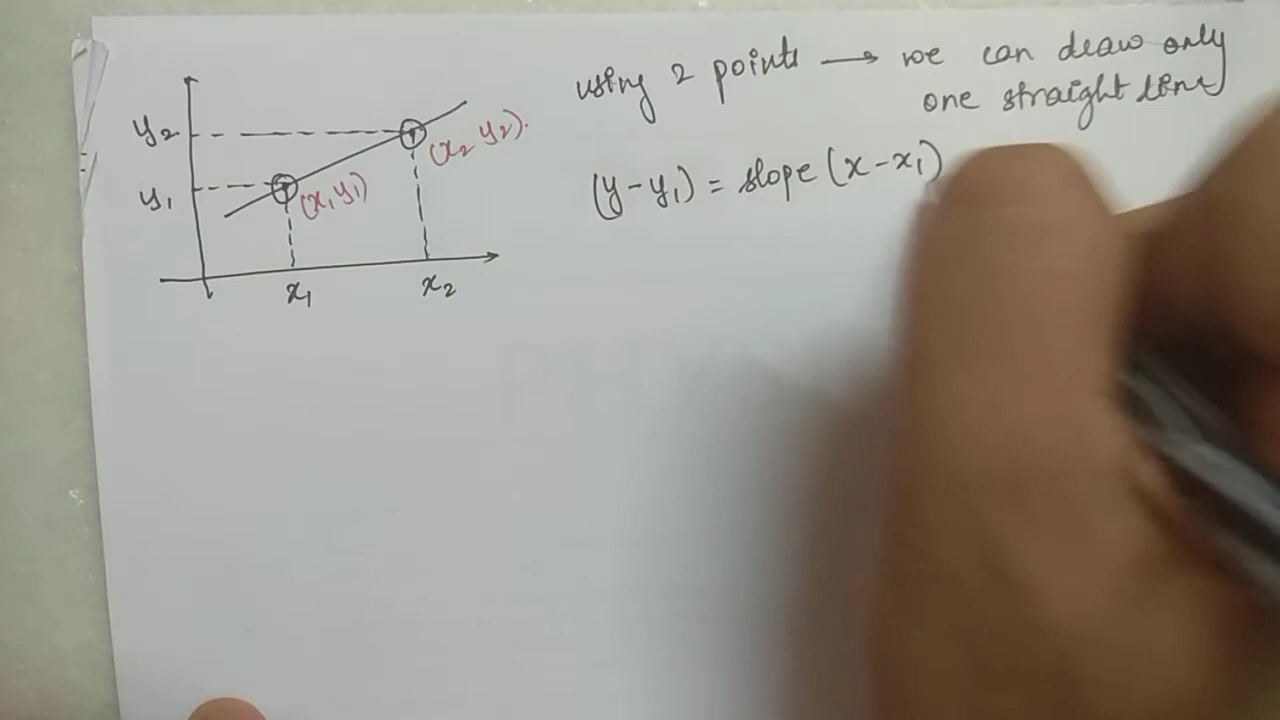 using 2 points → we can draw only
one straight line
y₂
(x₂ y₂).
y₁
(x₁ y₁)
(y-y₁) = slope (x-x₁)
x₁
x₂